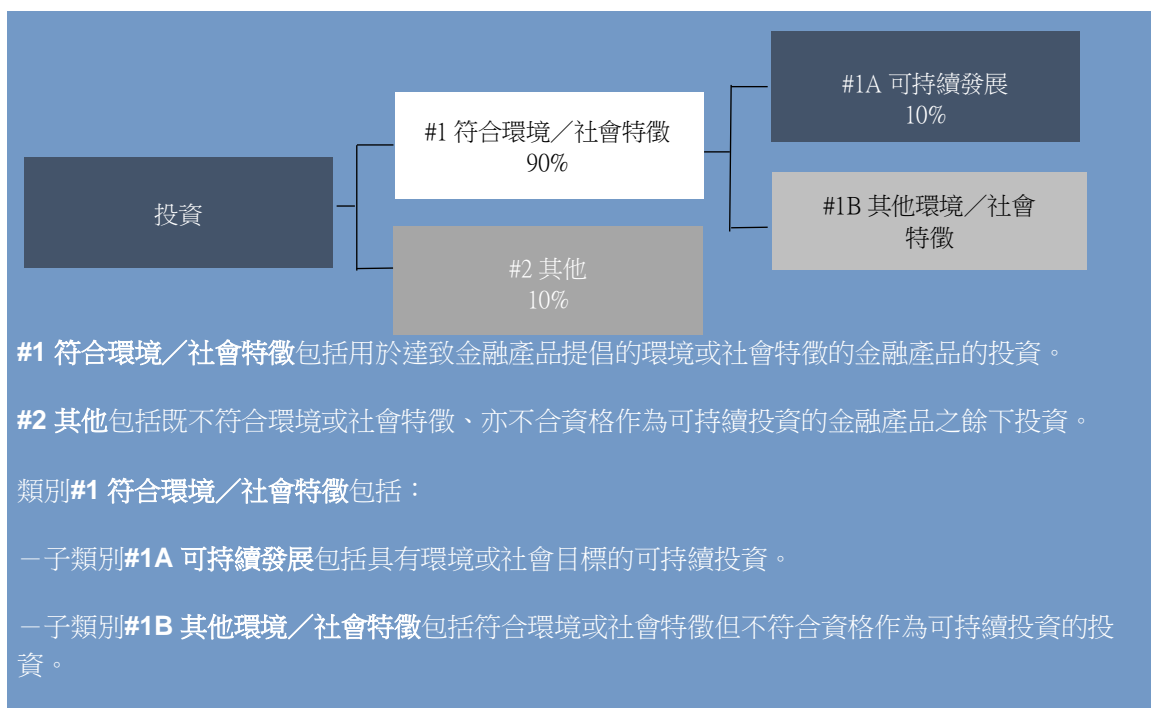 投資
#1 符合環境／社會特徵
90%
#2 其他
10%
#1A 可持續發展
10%
#1B 其他環境／社會
特徵
#1 符合環境／社會特徵包括用於達致金融產品提倡的環境或社會特徵的金融產品的投資。
#2 其他包括既不符合環境或社會特徵、亦不合資格作為可持續投資的金融產品之餘下投資。
類別#1 符合環境／社會特徵包括：
－子類別#1A 可持續發展包括具有環境或社會目標的可持續投資。
－子類別#1B 其他環境／社會特徵包括符合環境或社會特徵但不符合資格作為可持續投資的投
資。